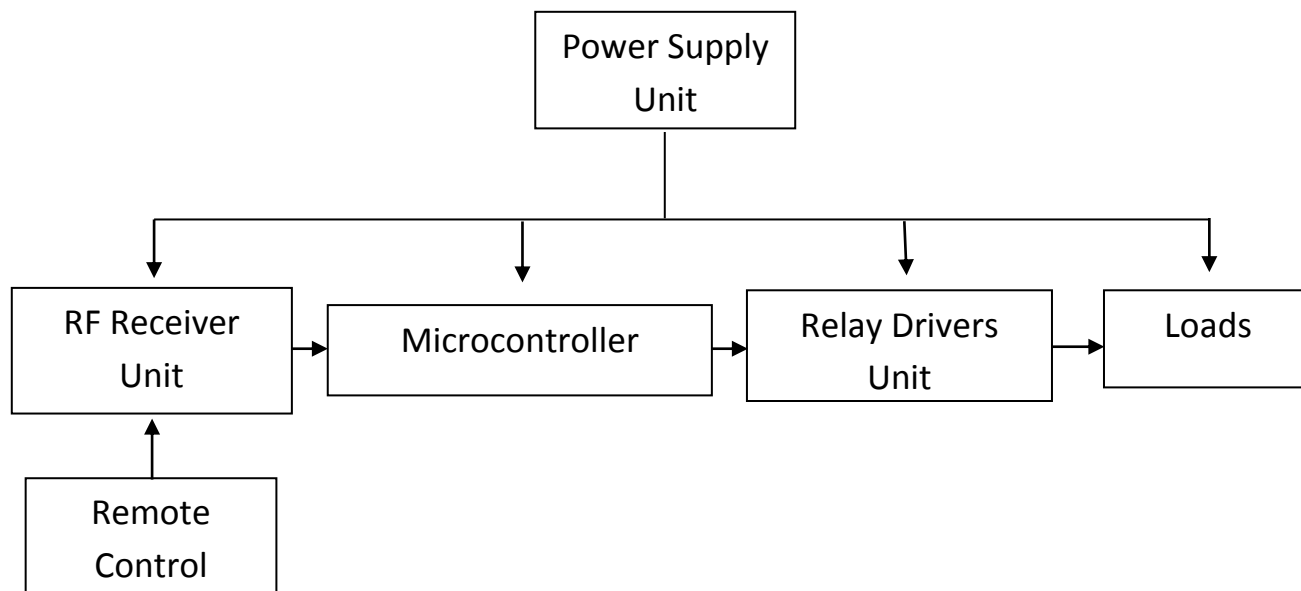 Power Supply
Unit
RF Receiver
Unit
Microcontroller
Relay Drivers
Unit
Loads
Remote
Control